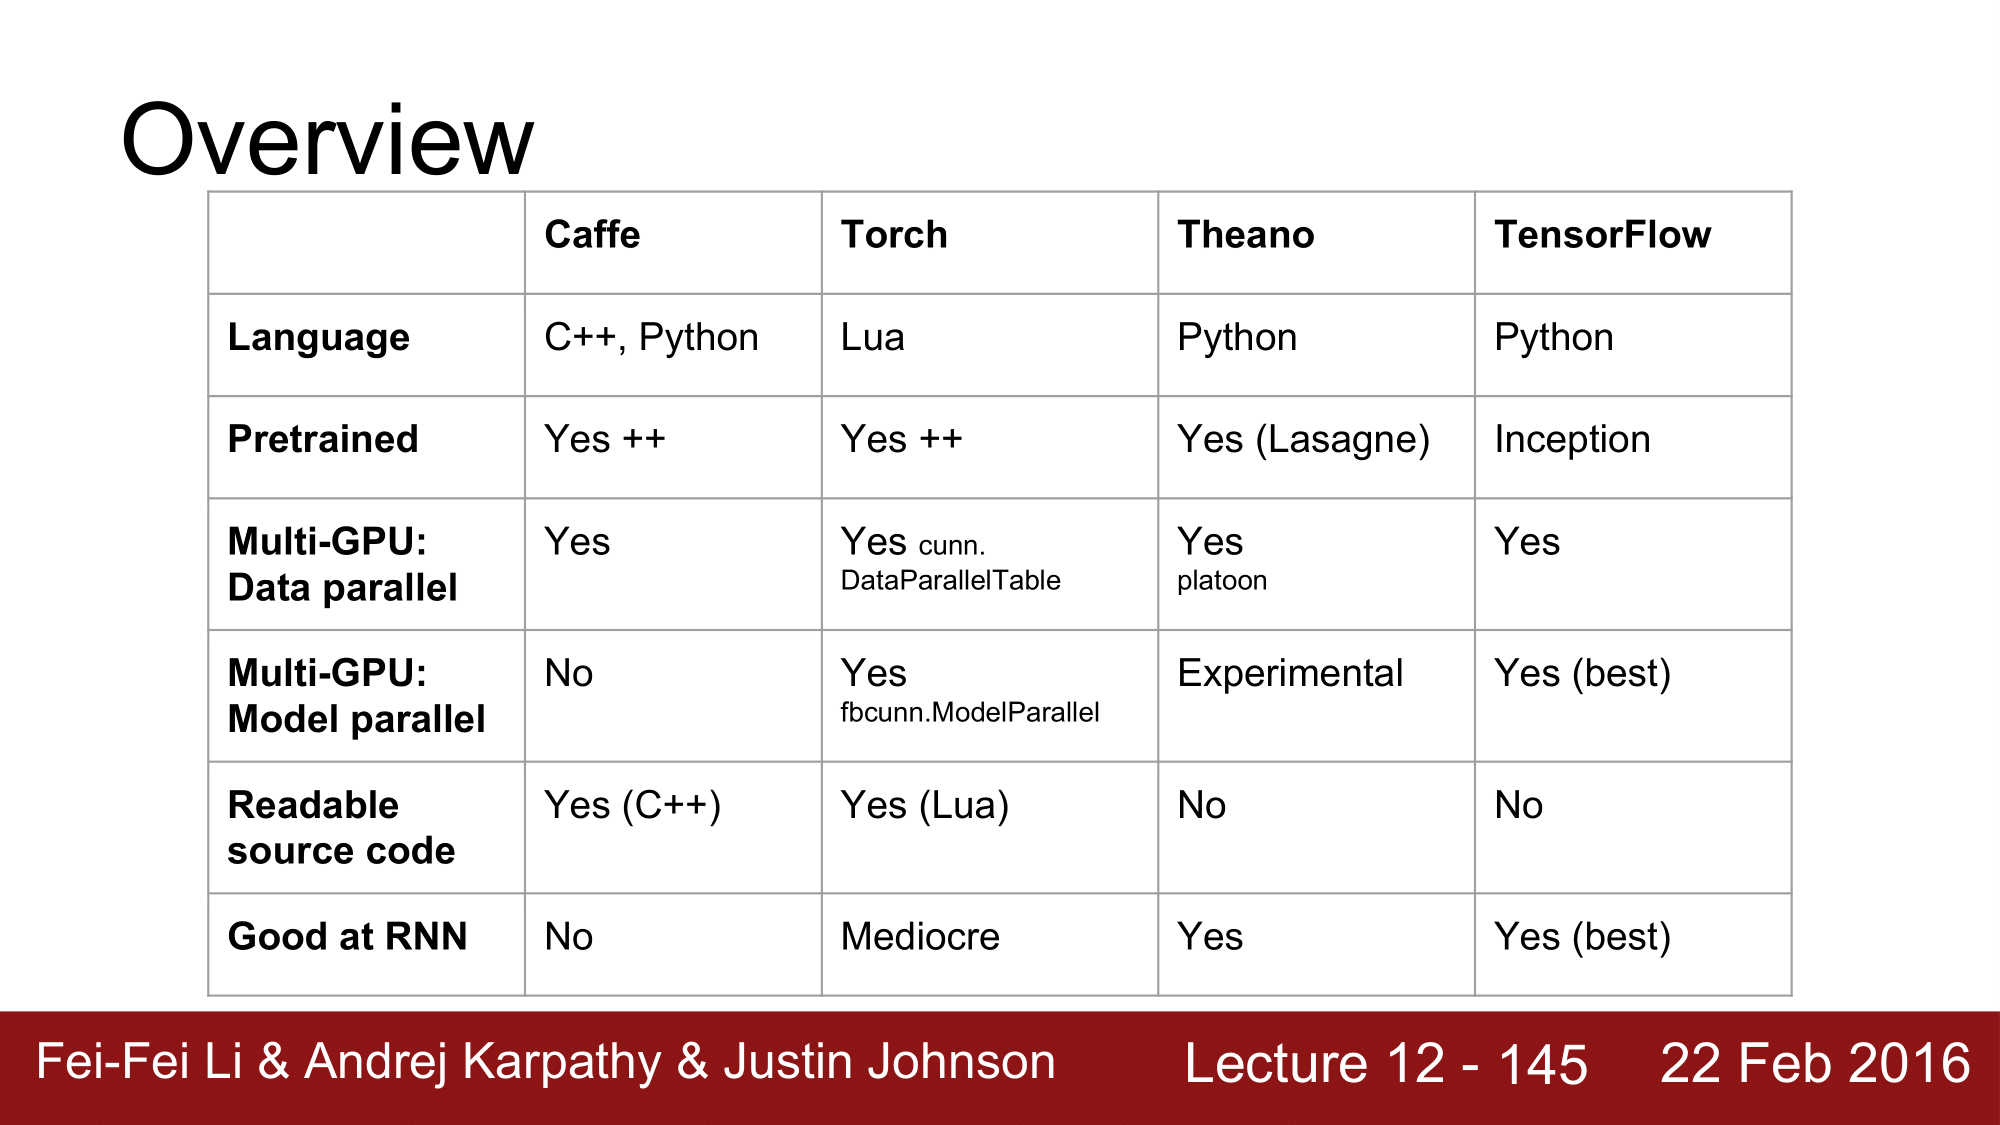 Overview
Caffe Torch Theano TensorFlow
Language C++, Python Lua Python Python
Pretrained Yes ++ Yes ++ Yes (Lasagne) Inception
Multi-GPU: Yes Yes cunn. Yes Yes
Data parallel DataParallelTable platoon
Multi-GPU: No Yes Experimental Yes (best)
Model parallel fbcunn.ModelParallel
Readable Yes (C++) Yes (Lua) No No
source code
Good at RNN No Mediocre Yes Yes (best)
Fei-Fei Li & Andrej Karpathy & Justin Johnson Lecture 12 - 145 22 Feb 2016